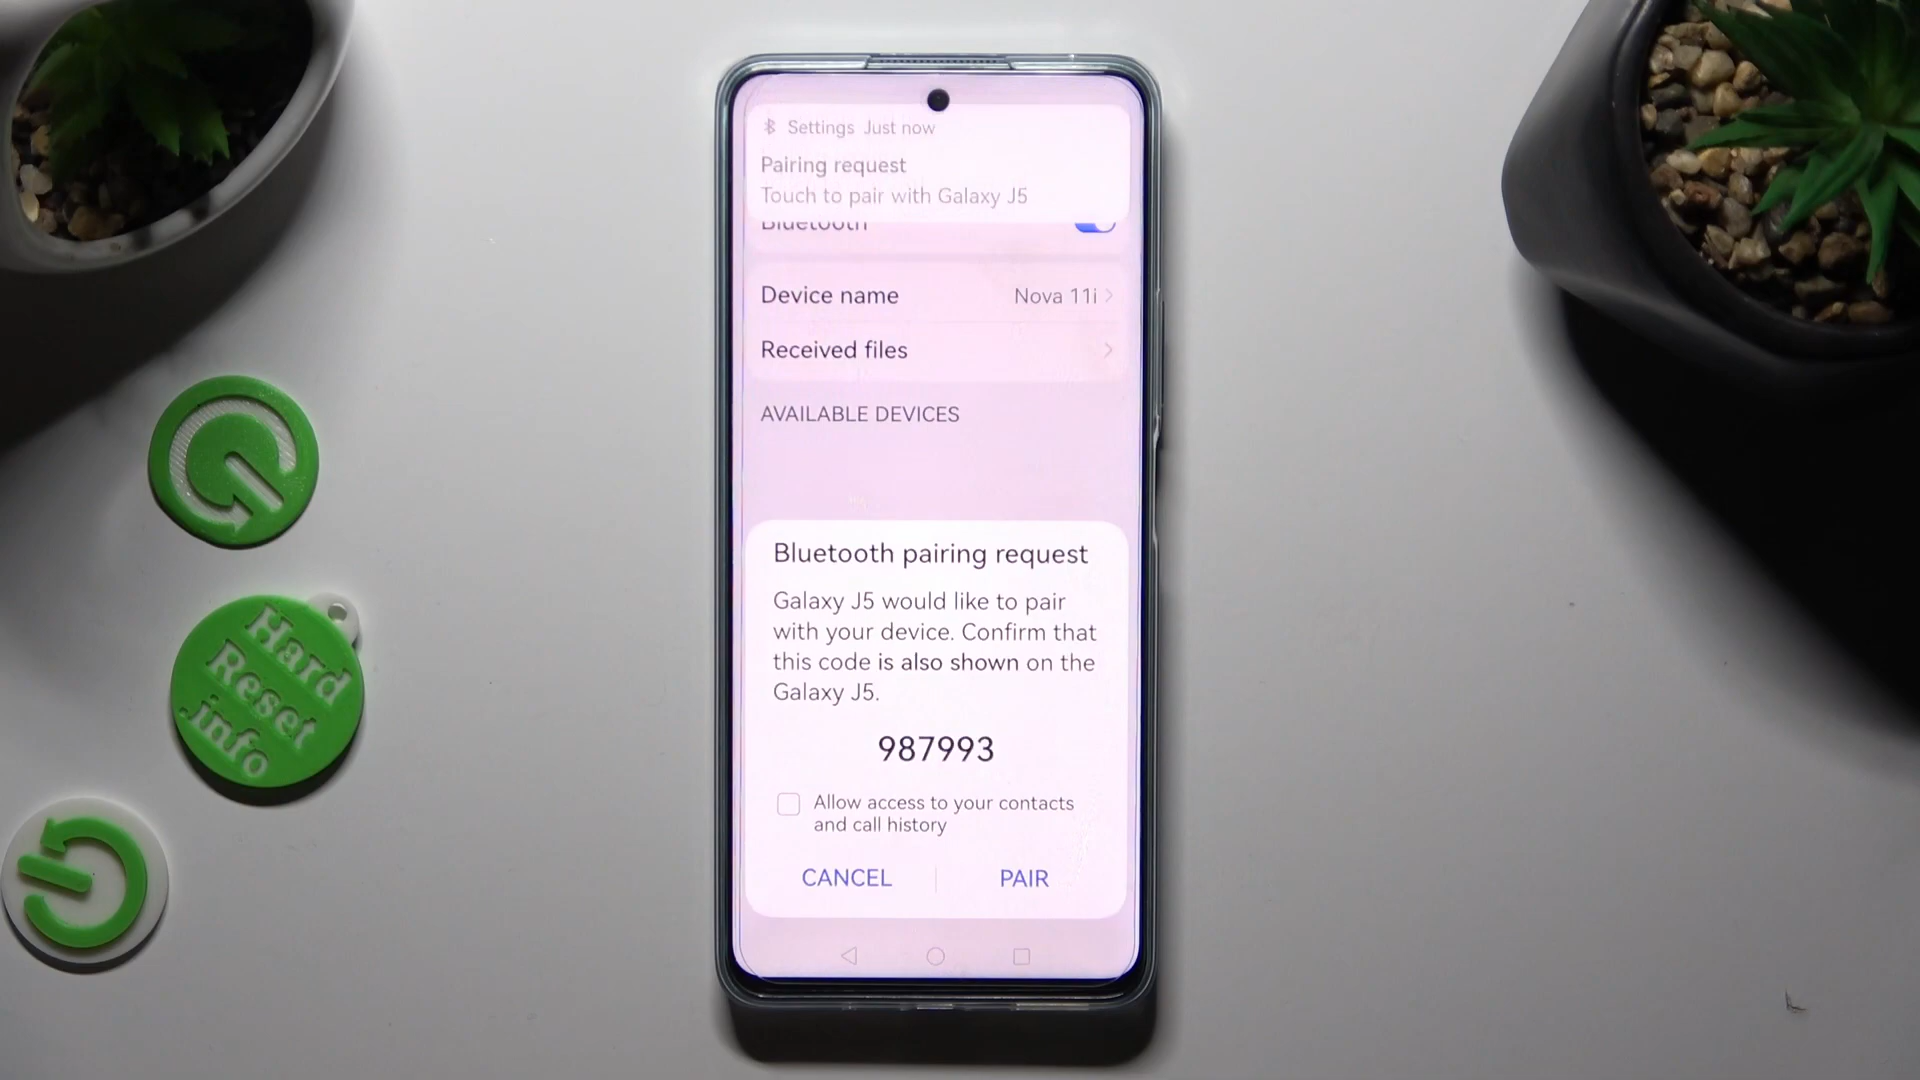 Settings Just now
Pairing request
Touch to pair with Galaxy J5
Bluetooth
Device name Nova 11i
Received files
AVAILABLE DEVICES
Bluetooth pairing request
Galaxy J5 would like to pair
with your device. Confirm that
this code is also shown on the
Galaxy J5.
987993
Allow access to your contacts
and call history
CANCEL PAIR
Hard
Reset
.info